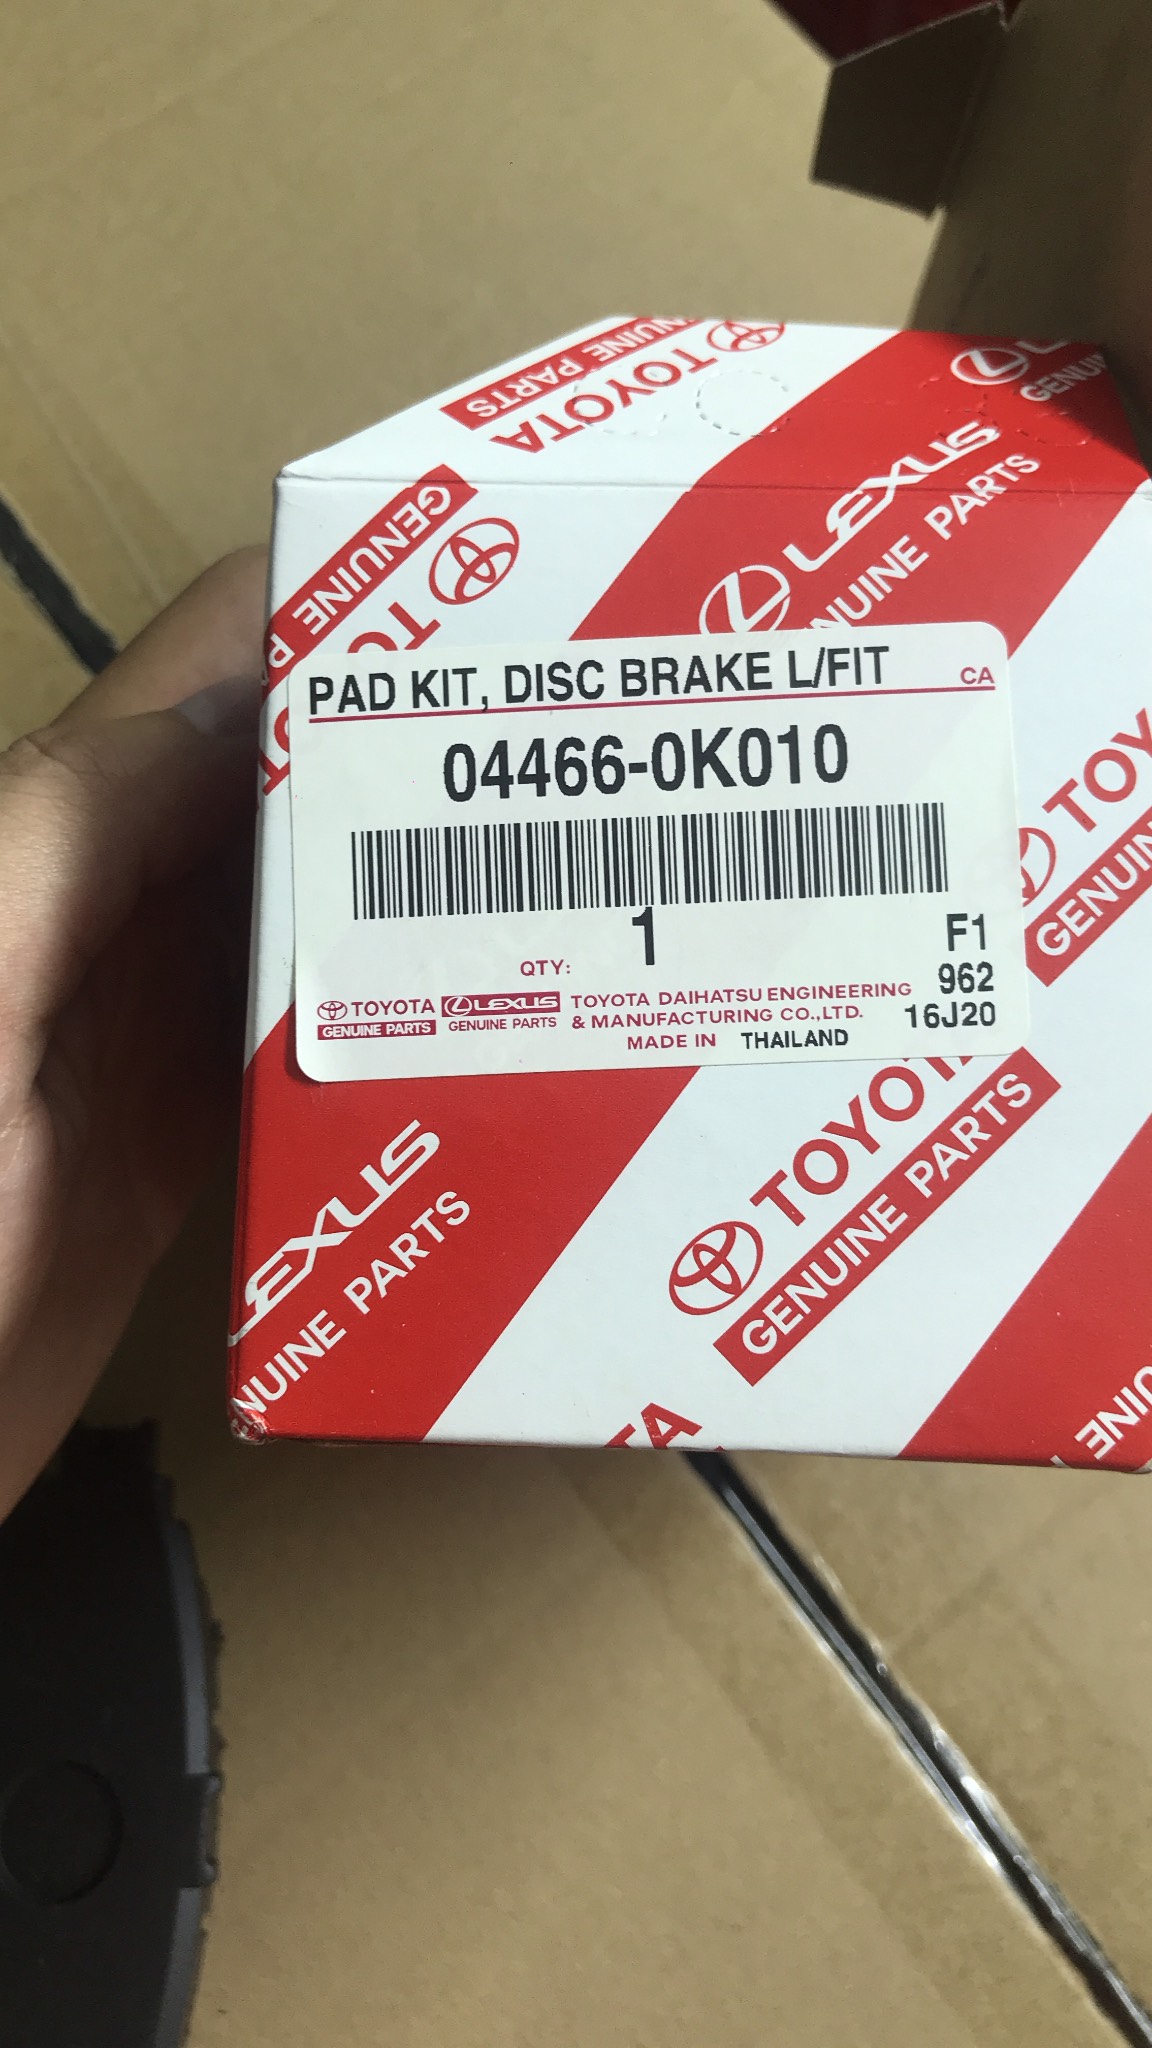 GENUINE PARTS
TOYOTA
LEXUS
GENUINE PARTS
GENUINE
PAD KIT, DISC BRAKE L/FIT
CA
04466-0K010
QTY: 1
F1
962
16J20
TOYOTA
GENUINE PARTS
LEXUS
GENUINE PARTS
TOYOTA DAIHATSU ENGINEERING
& MANUFACTURING CO.,LTD.
MADE IN THAILAND
LEXUS
GENUINE PARTS
TOYOTA
GENUINE PARTS